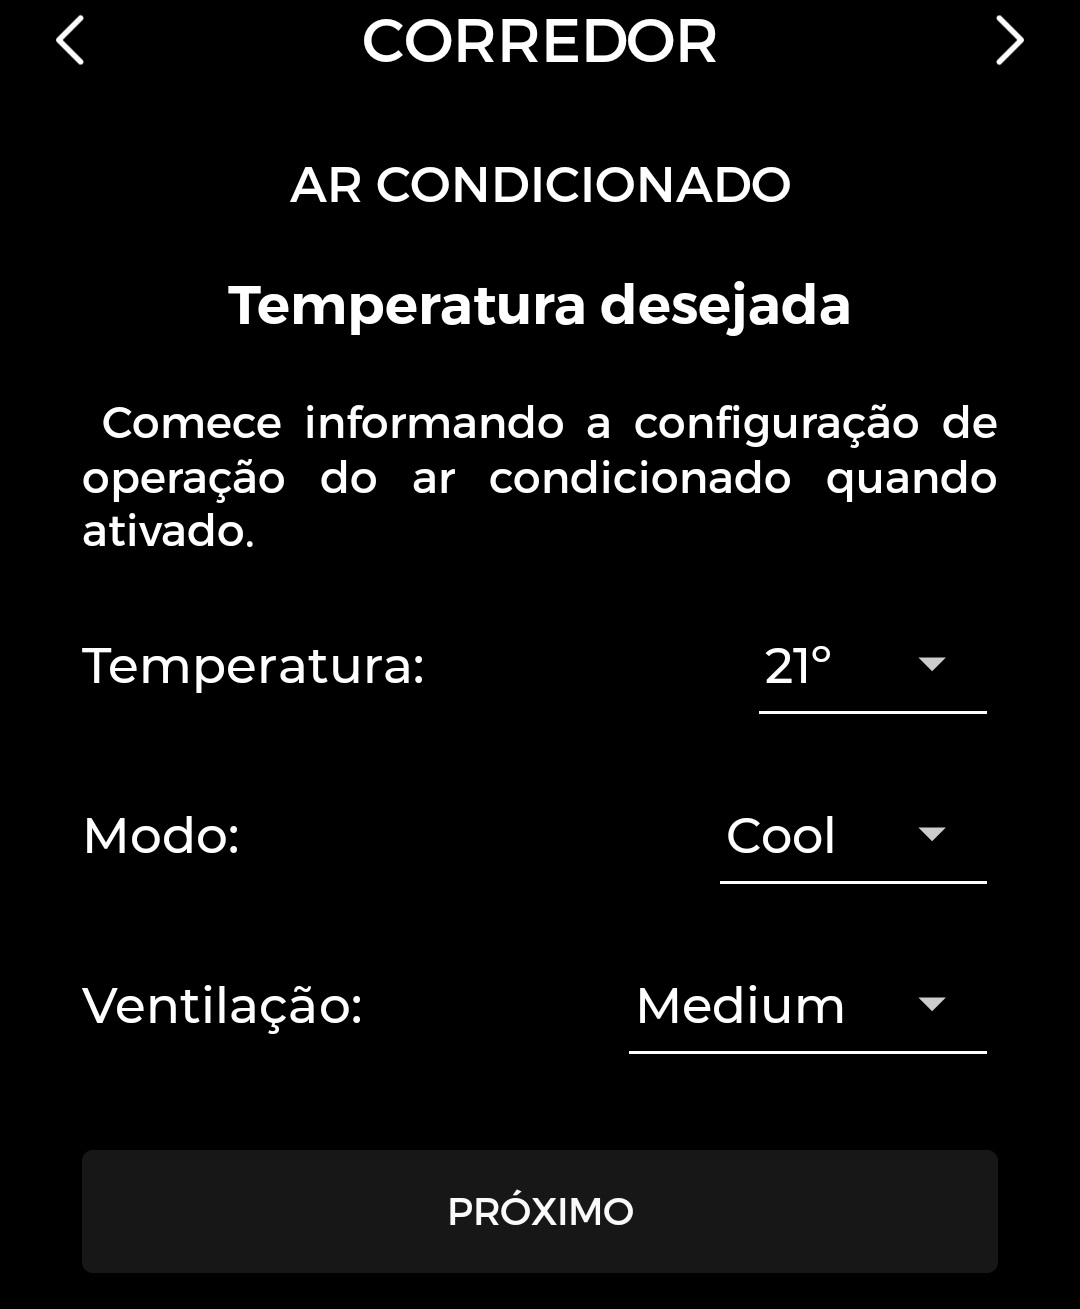 CORREDOR
AR CONDICIONADO
Temperatura desejada
Comece informando a configuração de
operação do ar condicionado quando
ativado.
Temperatura: 21º
Modo: Cool
Ventilação: Medium
PRÓXIMO